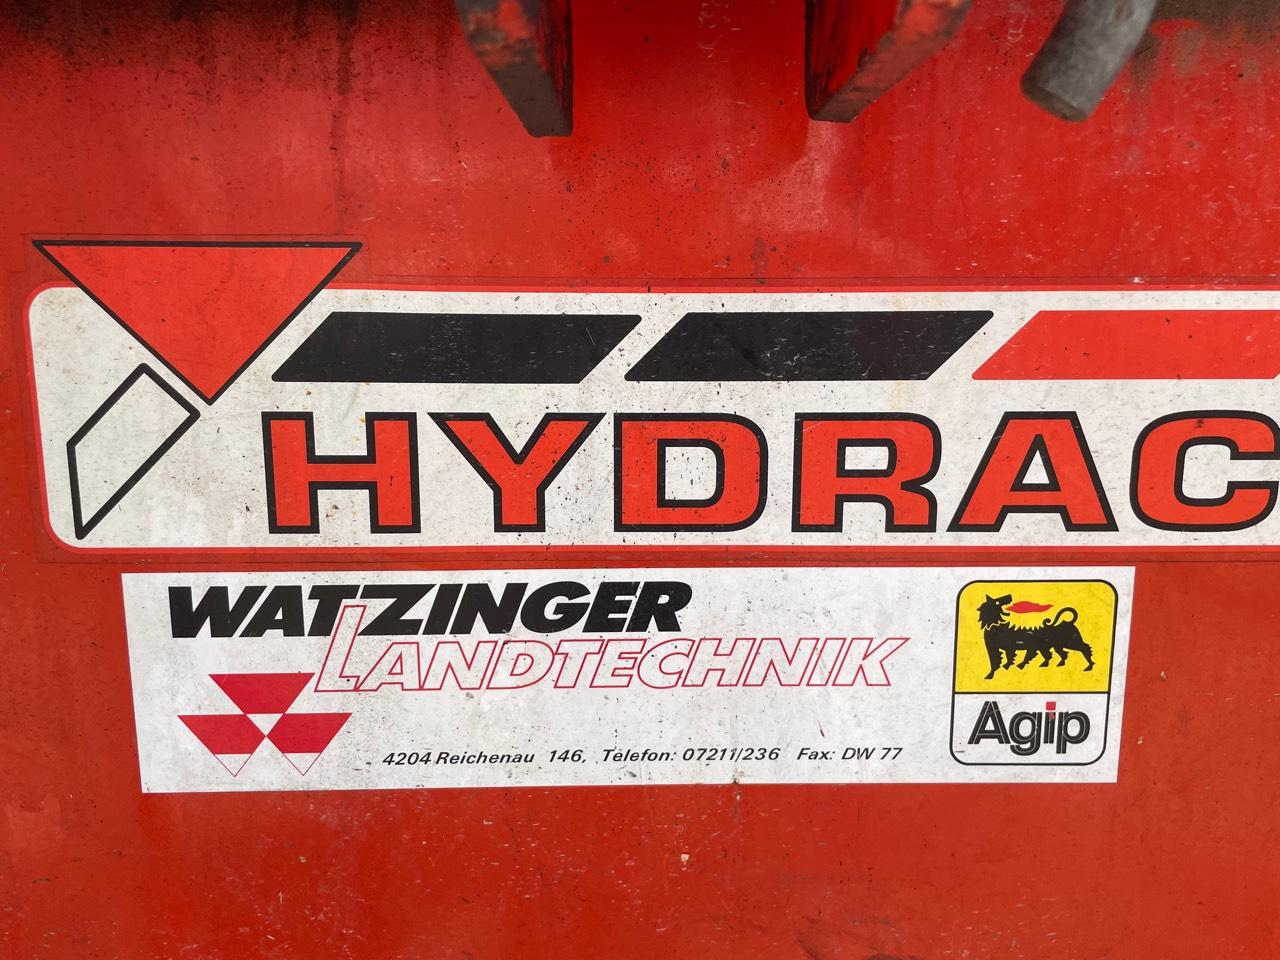 HYDRAC
WATZINGER
LANDTECHNIK
4204 Reichenau 146, Telefon: 07211/236 Fax: DW 77
Agip